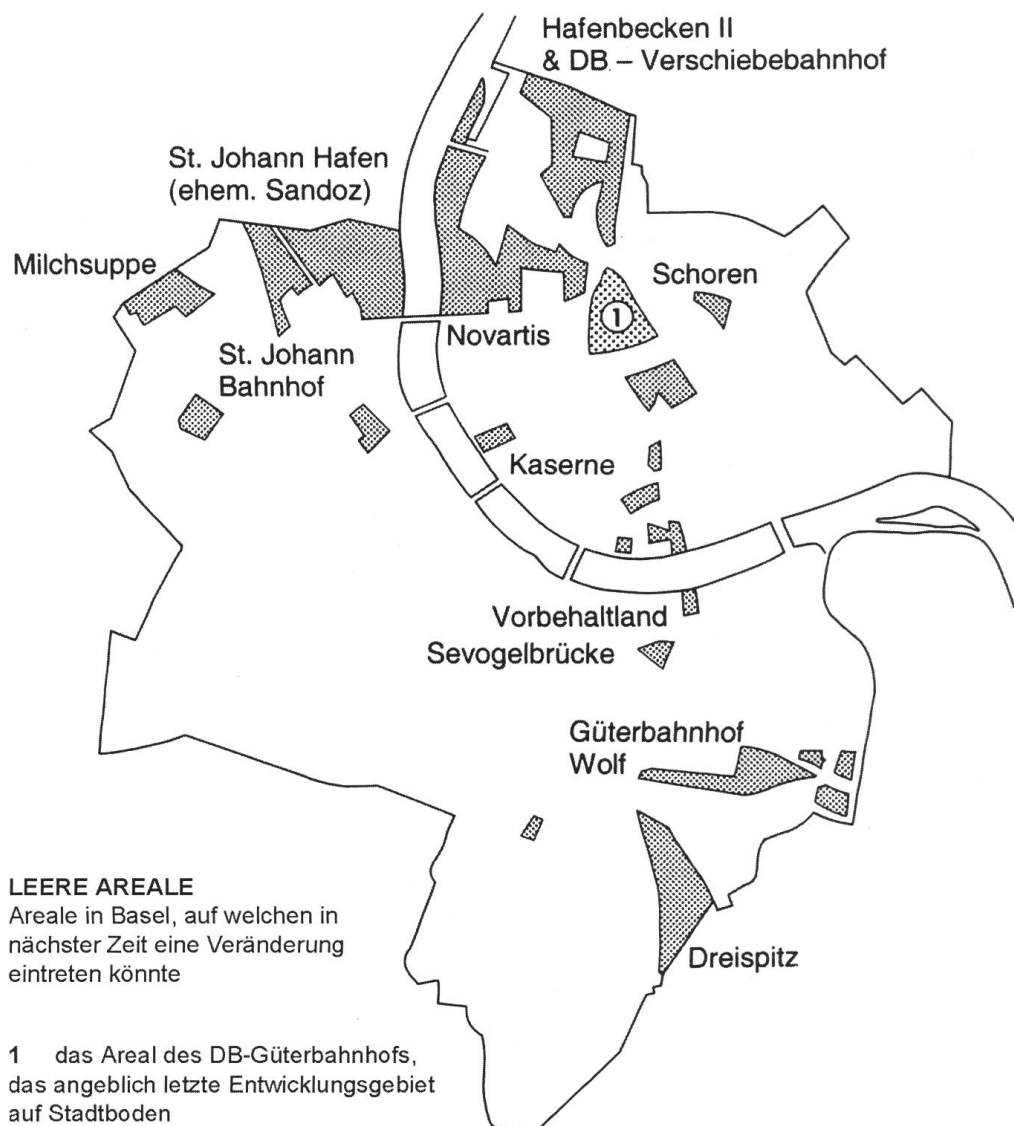 Hafenbecken II
& DB – Verschiebebahnhof
St. Johann Hafen
(ehem. Sandoz)
Milchsuppe
Schoren
1
Novartis
St. Johann
Bahnhof
Kaserne
Vorbehaltland
Sevogelbrücke
Güterbahnhof
Wolf
Dreispitz
LEERE AREALE
Areale in Basel, auf welchen in
nächster Zeit eine Veränderung
eintreten könnte
1 das Areal des DB-Güterbahnhofs,
das angeblich letzte Entwicklungsgebiet
auf Stadtboden